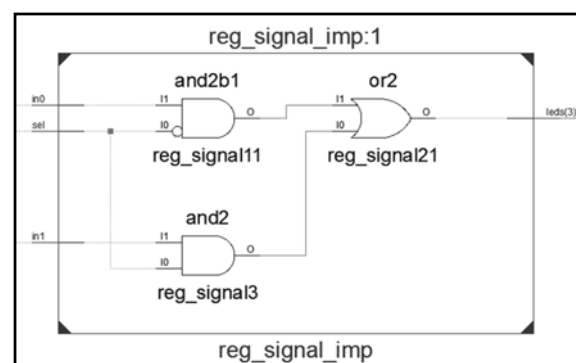 reg_signal_imp:1
and2b1
or2
in0
I1
O
I1
O
leds(3)
sel
I0
I0
reg_signal11
reg_signal21
and2
in1
I1
O
I0
reg_signal3
reg_signal_imp